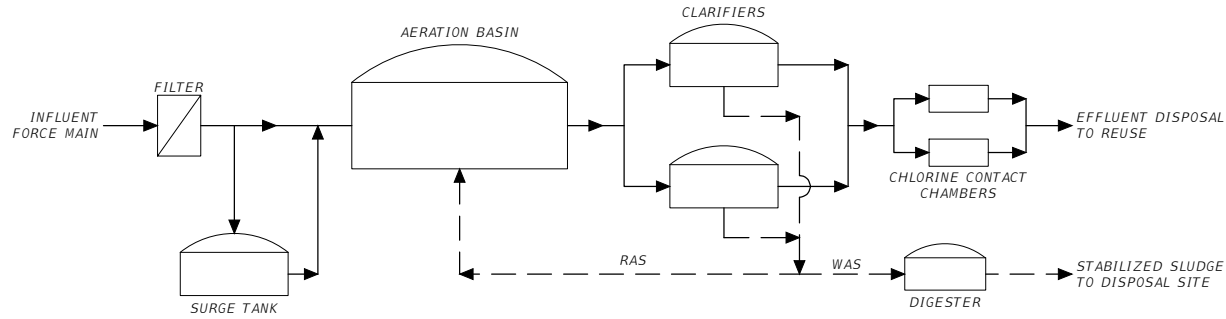 CLARIFIERS
AERATION BASIN
FILTER
INFLUENT
FORCE MAIN
EFFLUENT DISPOSAL
TO REUSE
CHLORINE CONTACT
CHAMBERS
RAS
WAS
STABILIZED SLUDGE
TO DISPOSAL SITE
SURGE TANK
DIGESTER